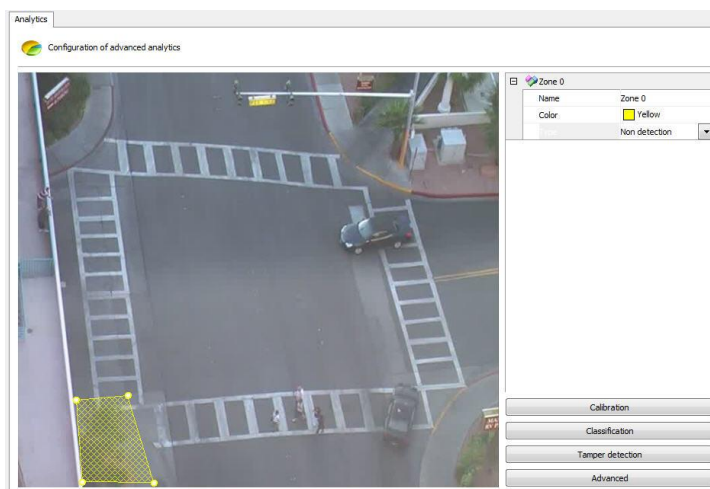 Analytics
Configuration of advanced analytics
Zone 0
Name Zone 0
Color Yellow
Non detection
Calibration
Classification
Tamper detection
Advanced